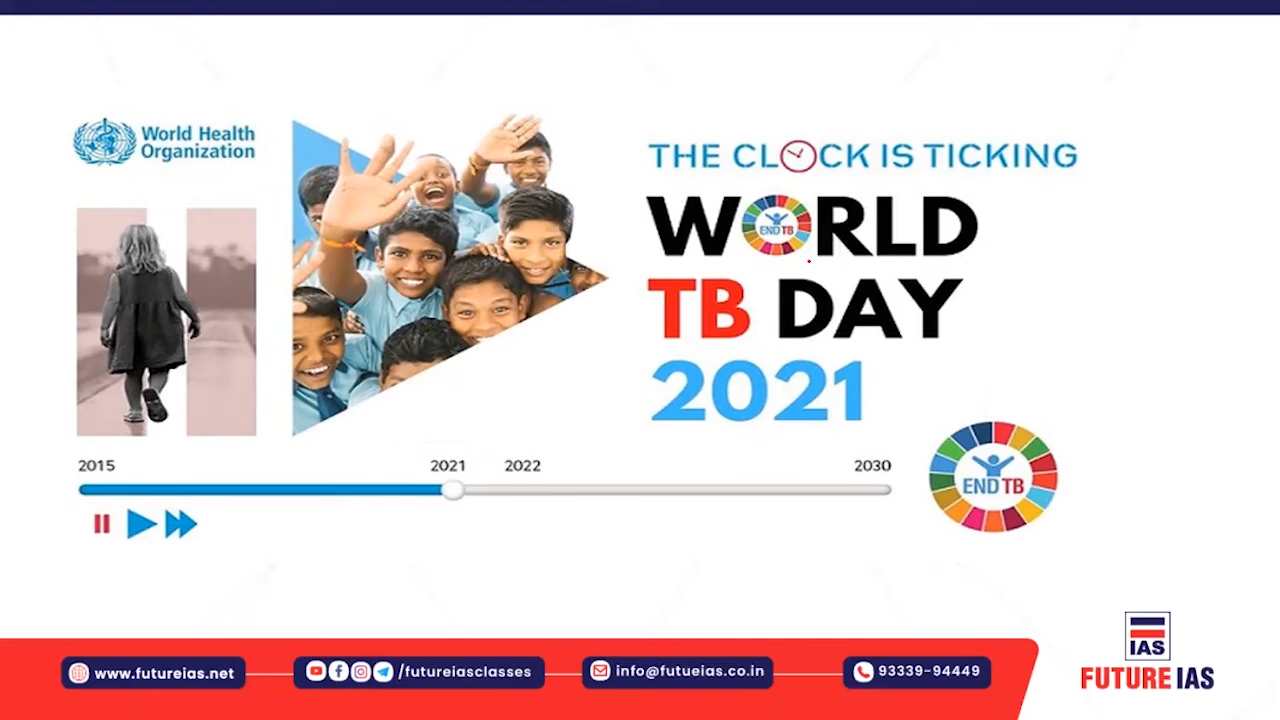 World Health
Organization
THE CLOCK IS TICKING
WORLD
END TB
TB DAY
2021
2015
2021
2022
2030
END TB
www.futureias.net
/futureiasclasses
info@futueias.co.in
93339-94449
IAS
FUTURE IAS